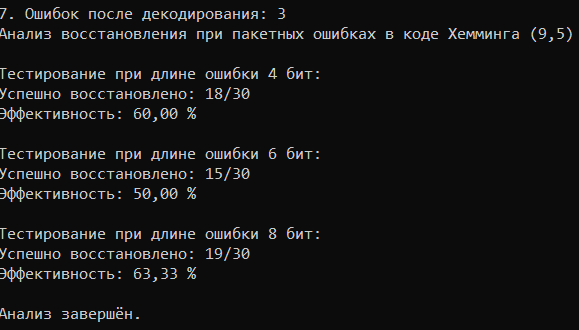 7. Ошибок после декодирования: 3
Анализ восстановления при пакетных ошибках в коде Хемминга (9,5)
Тестирование при длине ошибки 4 бит:
Успешно восстановлено: 18/30
Эффективность: 60,00 %
Тестирование при длине ошибки 6 бит:
Успешно восстановлено: 15/30
Эффективность: 50,00 %
Тестирование при длине ошибки 8 бит:
Успешно восстановлено: 19/30
Эффективность: 63,33 %
Анализ завершён.